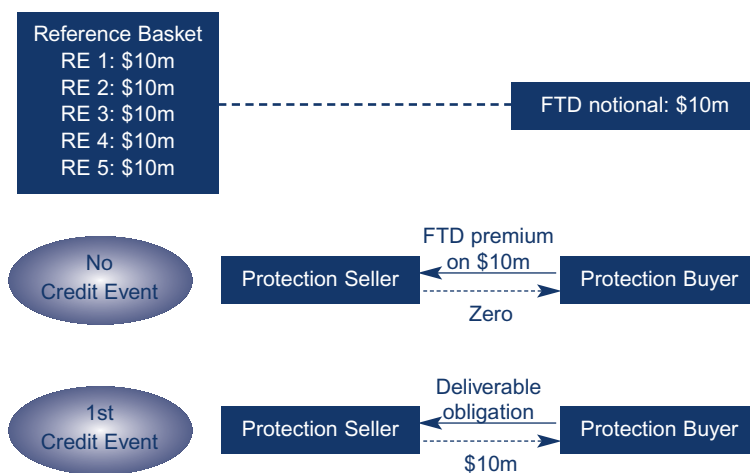 Reference Basket
RE 1: $10m
RE 2: $10m
RE 3: $10m
RE 4: $10m
RE 5: $10m
FTD notional: $10m
No
Credit Event
Protection Seller
FTD premium
on $10m
Zero
Protection Buyer
1st
Credit Event
Protection Seller
Deliverable
obligation
$10m
Protection Buyer